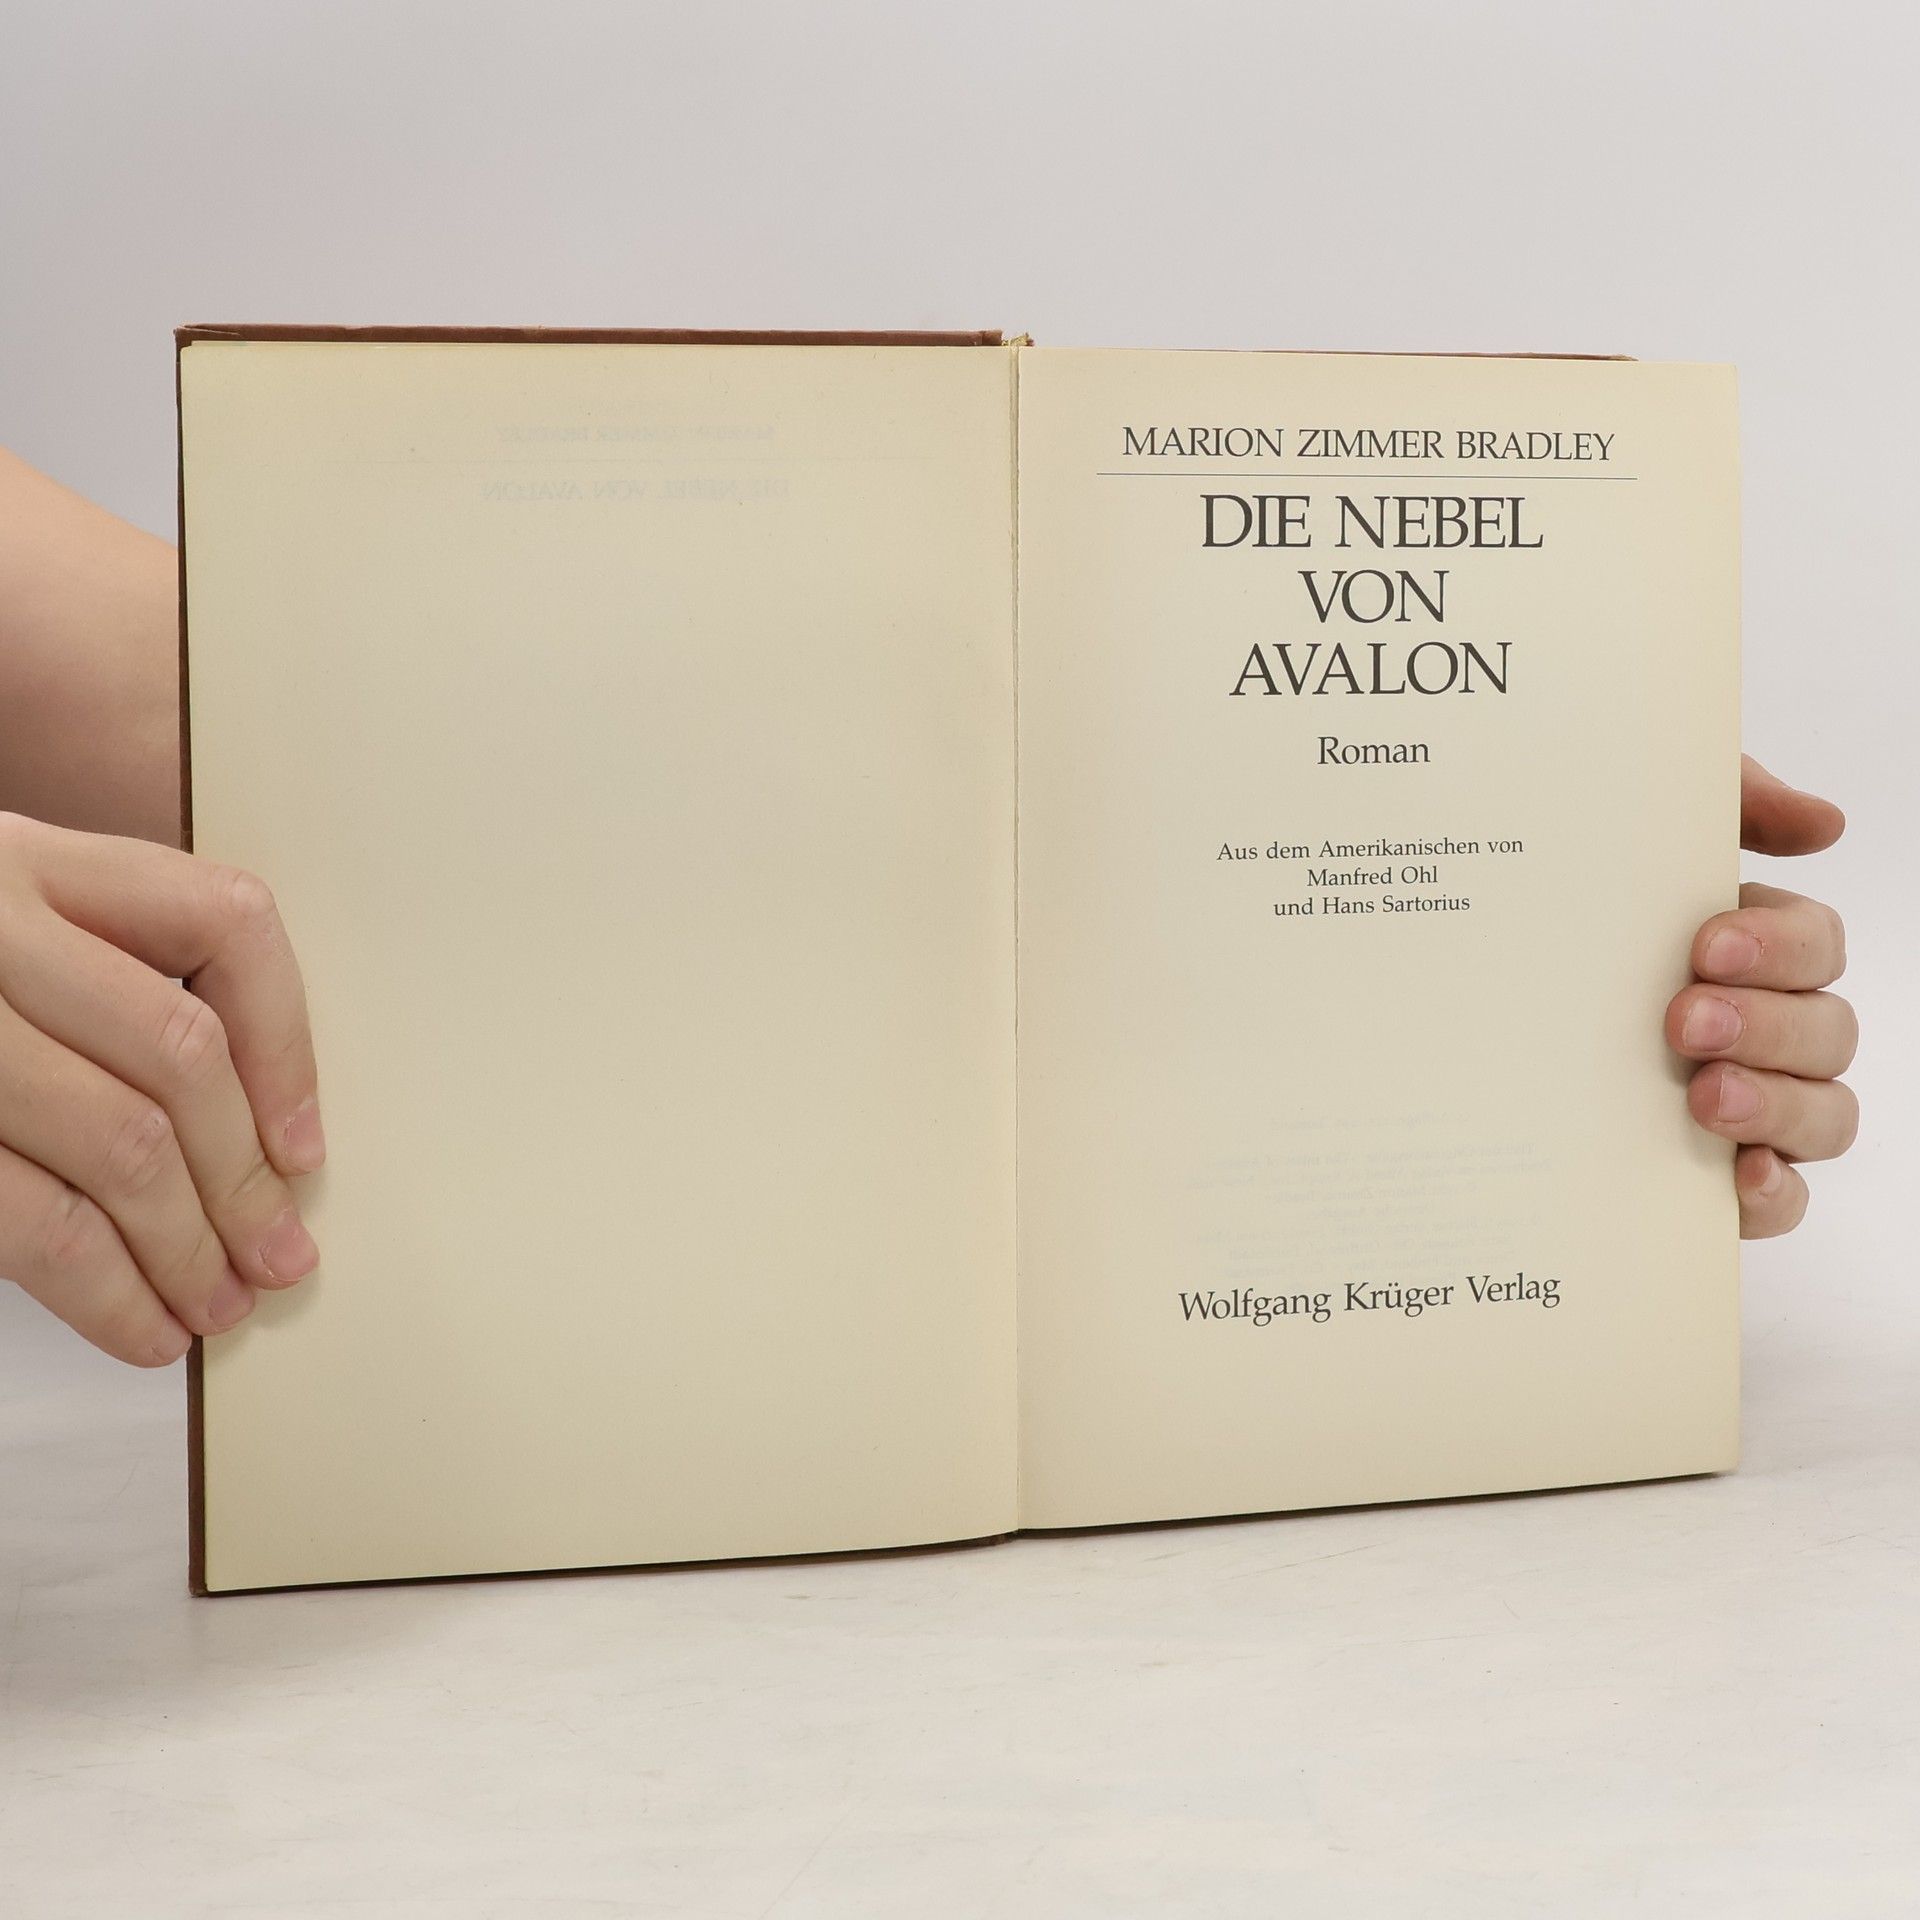 MARION ZIMMER BRADLEY
DIE NEBEL
VON
AVALON
Roman
Aus dem Amerikanischen von
Manfred Ohl
und Hans Sartorius
Wolfgang Krüger Verlag